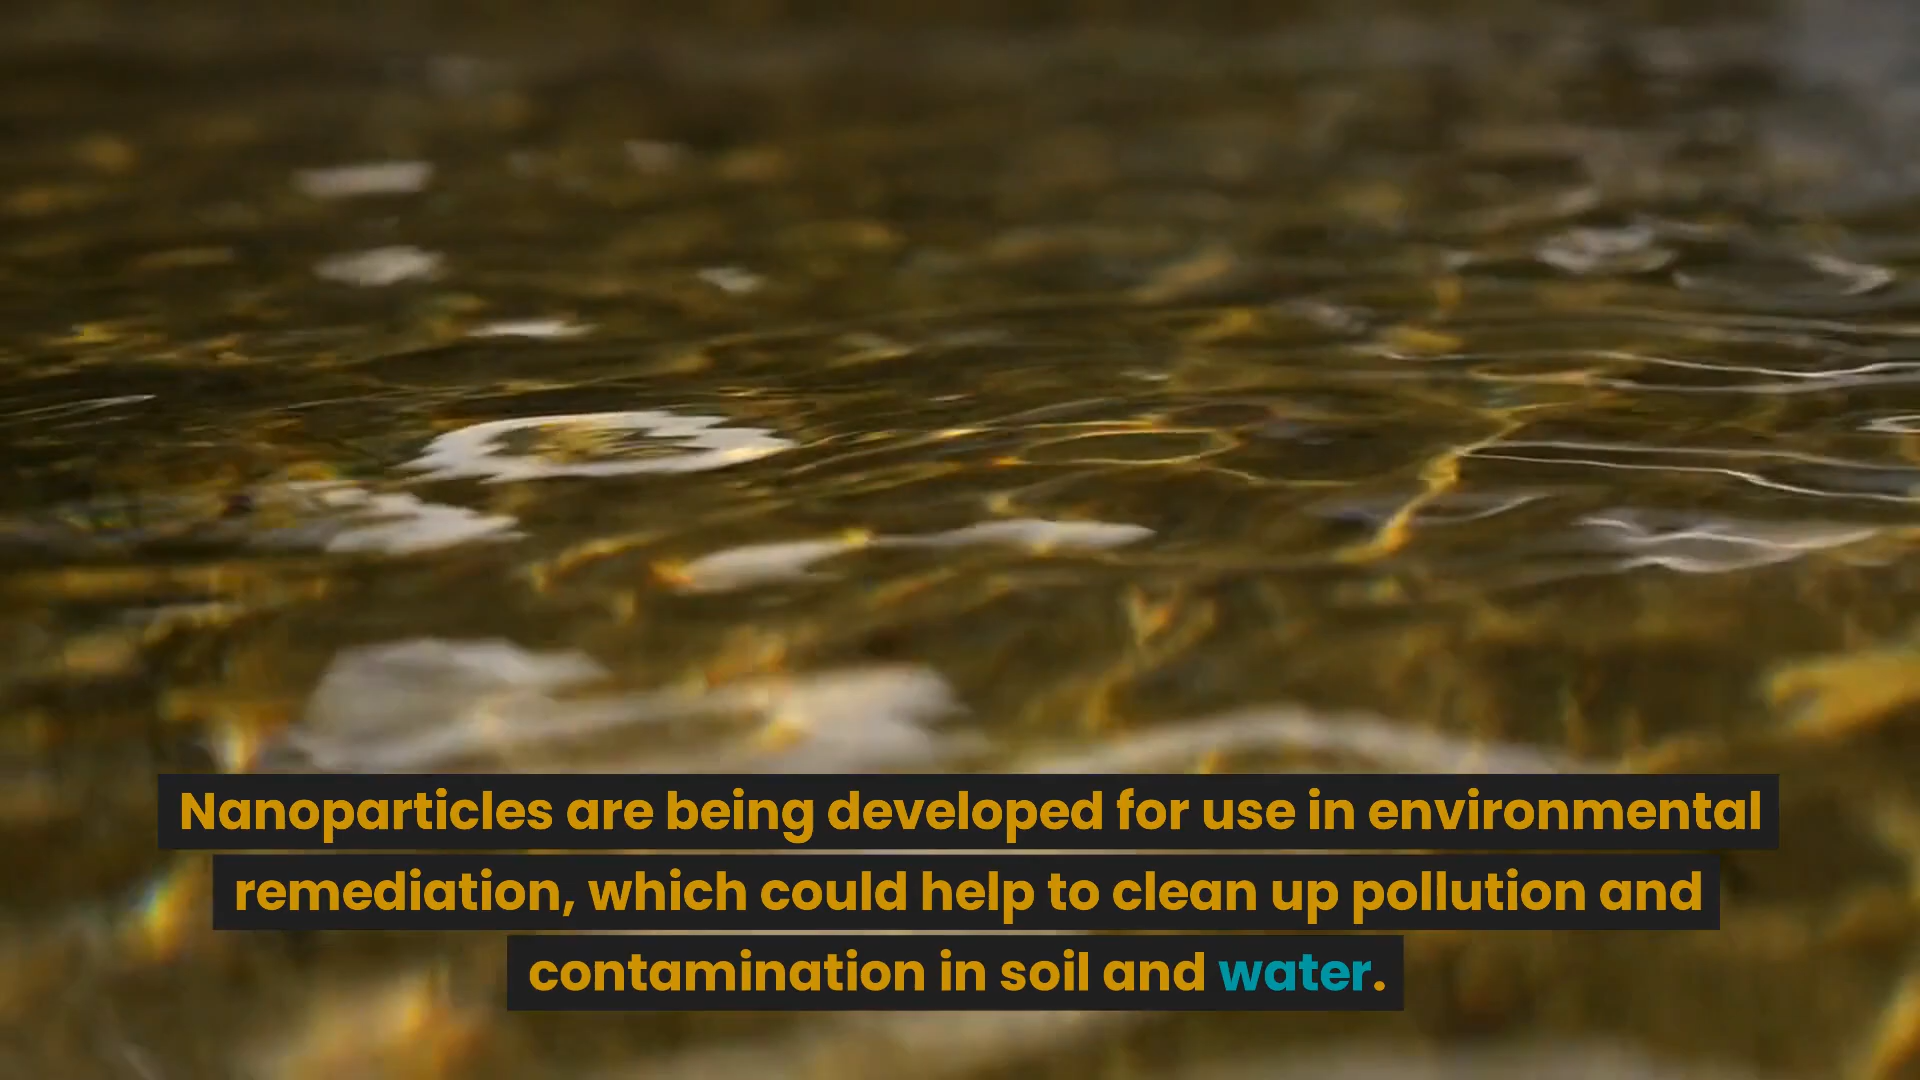 Nanoparticles are being developed for use in environmental
remediation, which could help to clean up pollution and
contamination in soil and water.